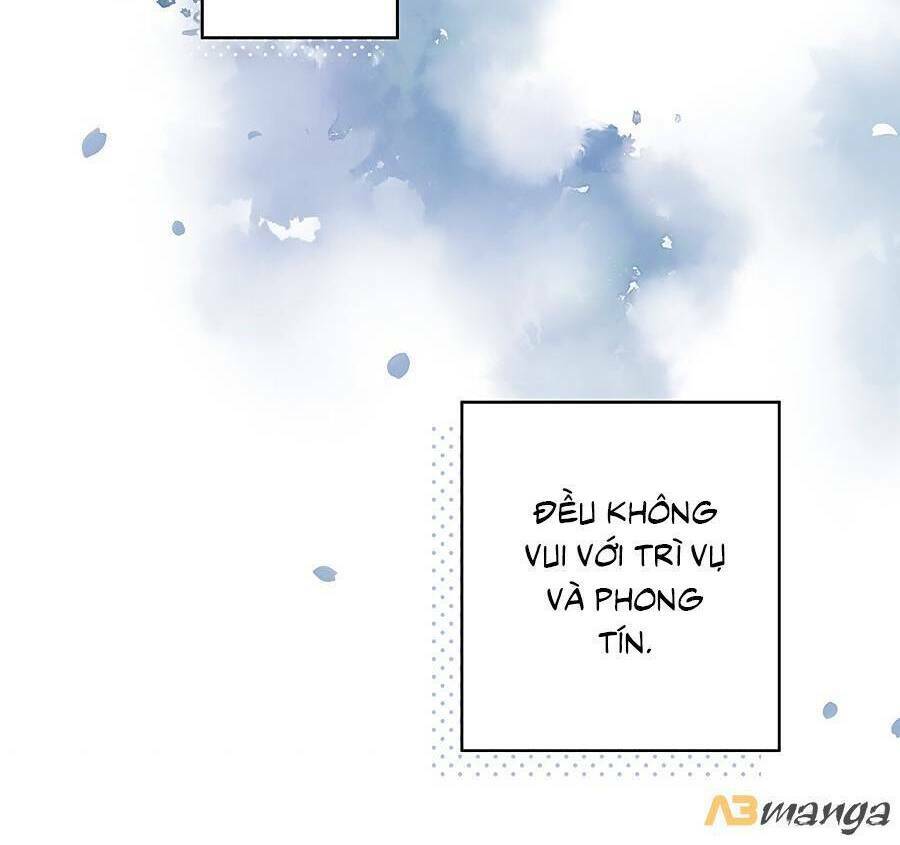 ĐỀU KHÔNG
VUI VỚI TRÌ VỤ
VÀ PHONG
TÍN.
A3manga